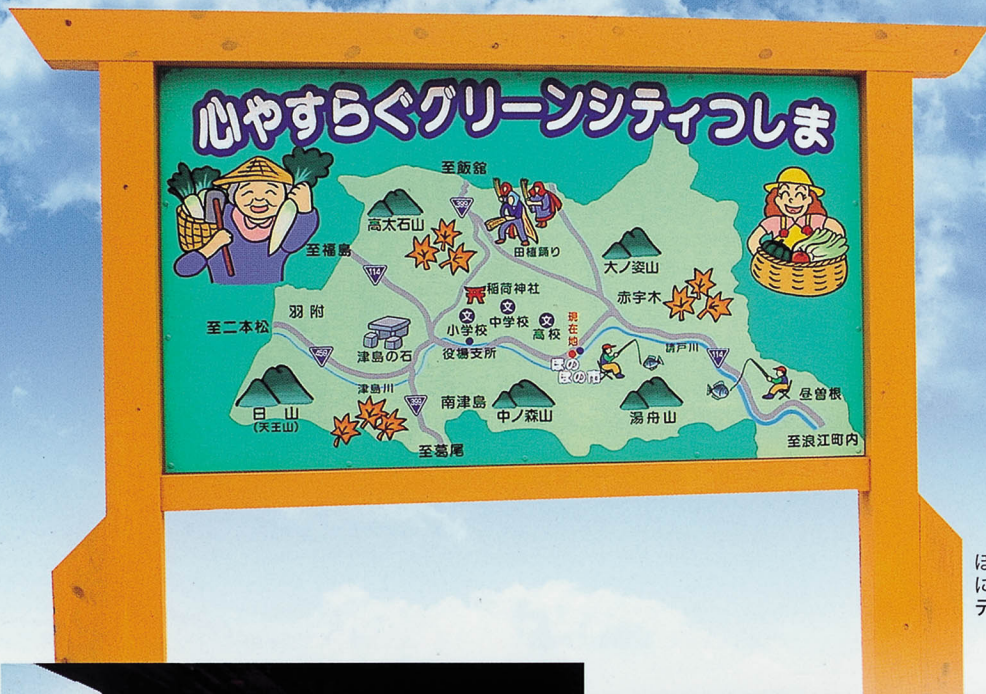 心やすらぐグリーンシティつしま
至飯舘
399
高太石山
田植踊り
大ノ姿山
至福島
114
稲荷神社
赤宇木
羽附
文
文
文
小学校
中学校
高校
現在地
至二本松
459
津島の石
役場支所
請戸川
114
ほの
ぼの市
津島川
昼曽根
日山
(天王山)
399
南津島
中ノ森山
湯舟山
至葛尾
至浪江町内
ほ
に
テ